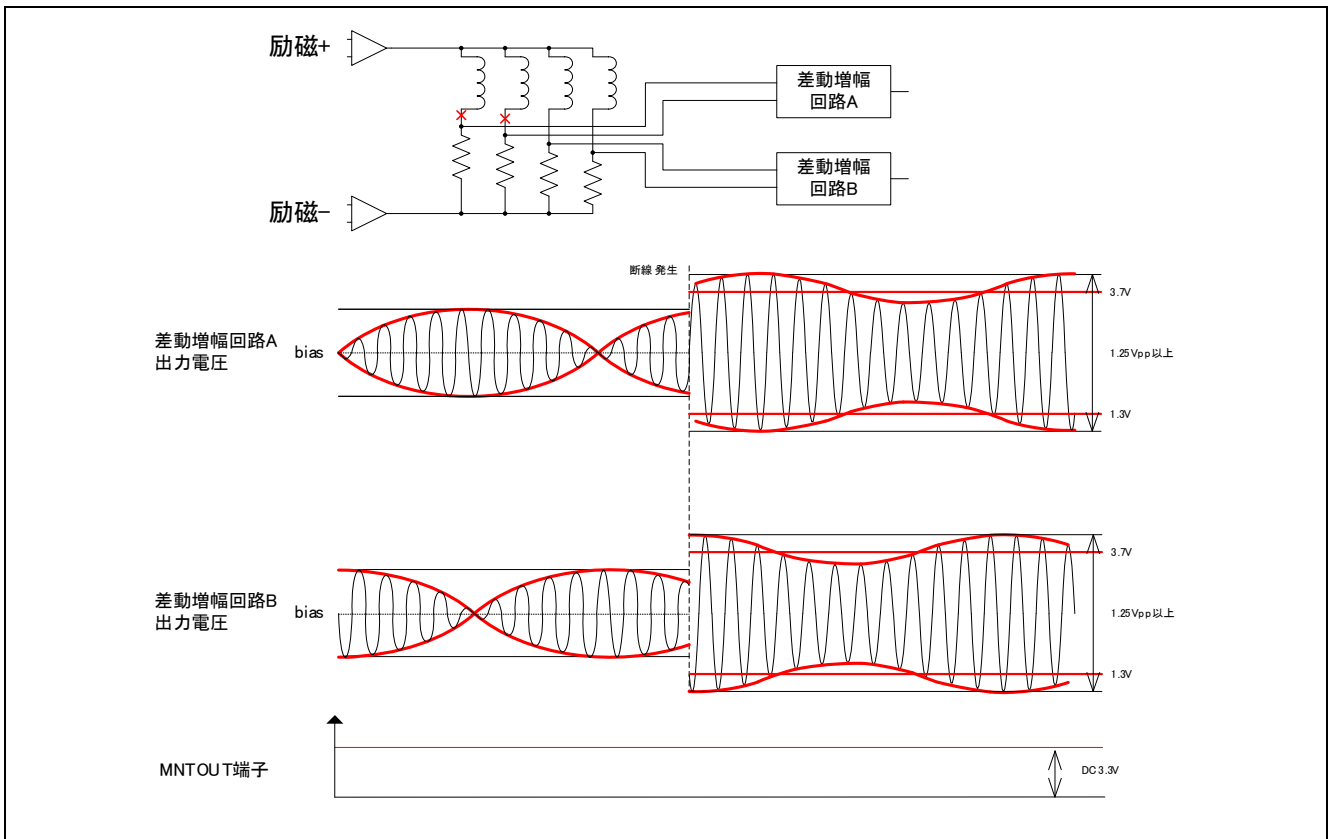 励磁+
差動増幅
回路A
差動増幅
回路B
励磁-
断線 発生
3.7V
差動増幅回路A
出力電圧
bias
1.25Vpp以上
1.3V
3.7V
差動増幅回路B
出力電圧
bias
1.25Vpp以上
1.3V
MNTOUT端子
DC 3.3V